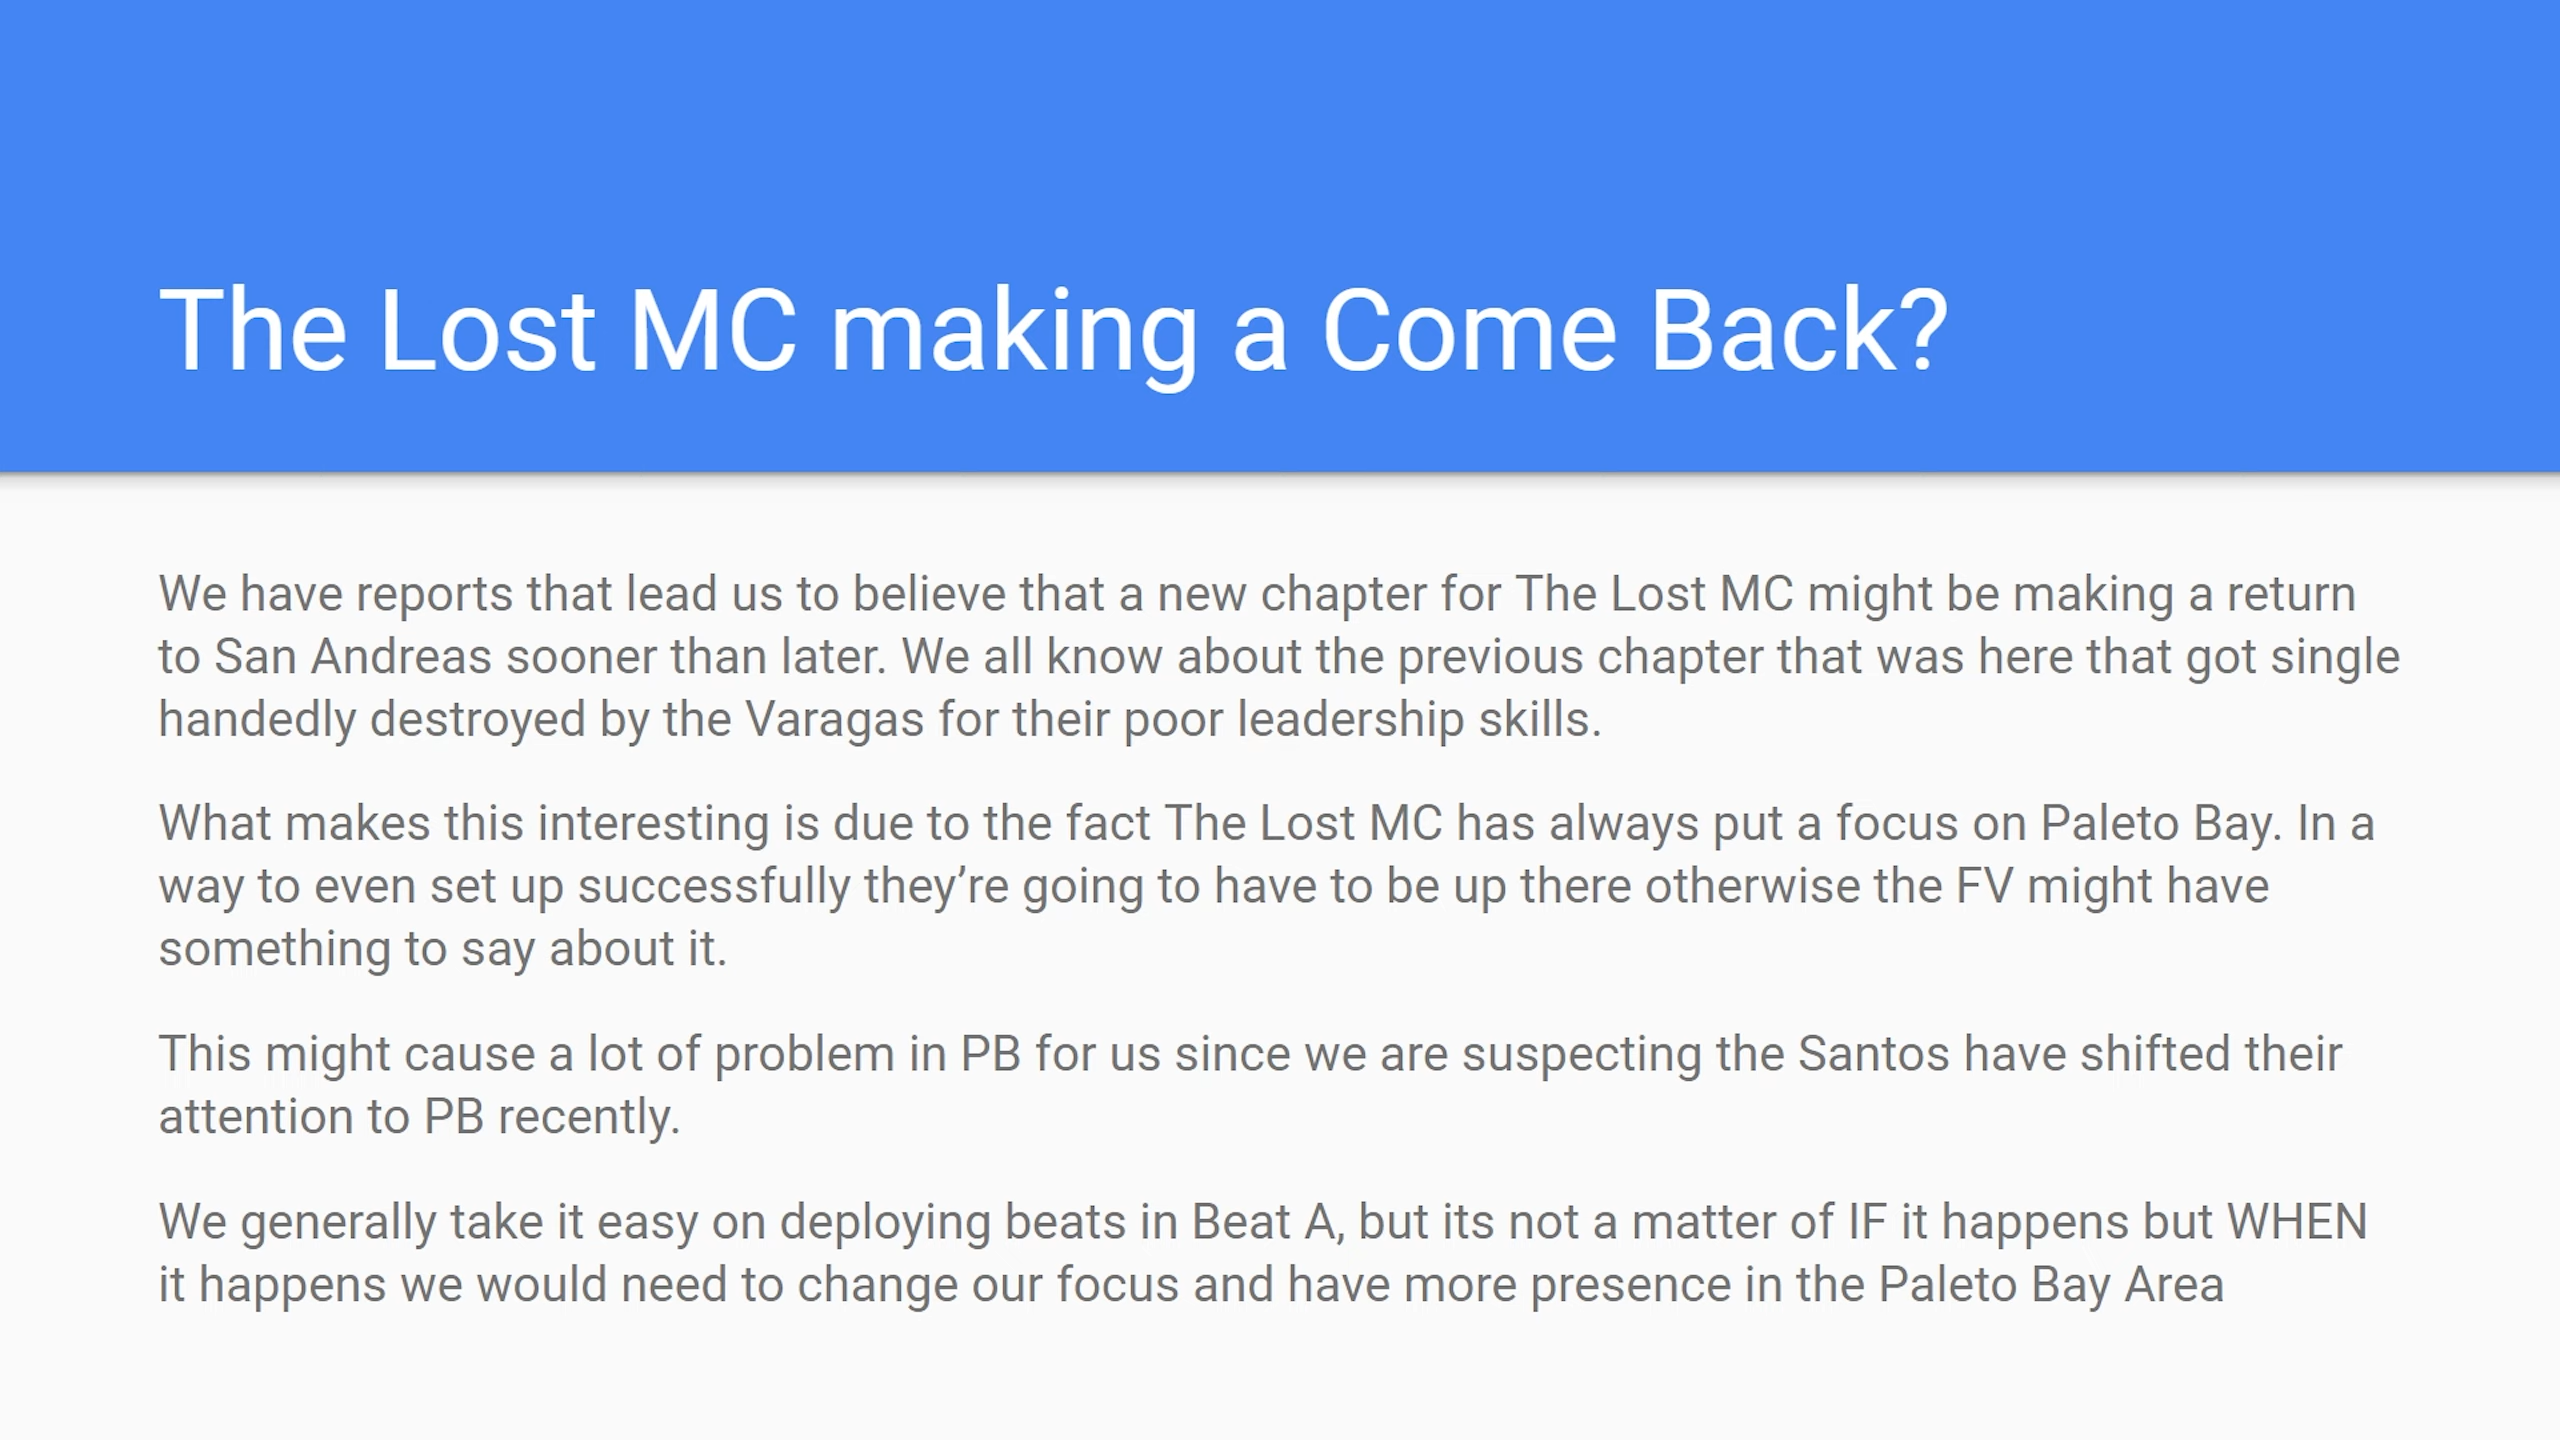 The Lost MC making a Come Back?
We have reports that lead us to believe that a new chapter for The Lost MC might be making a return
to San Andreas sooner than later. We all know about the previous chapter that was here that got single
handedly destroyed by the Varagas for their poor leadership skills.
What makes this interesting is due to the fact The Lost MC has always put a focus on Paleto Bay. In a
way to even set up successfully they’re going to have to be up there otherwise the FV might have
something to say about it.
This might cause a lot of problem in PB for us since we are suspecting the Santos have shifted their
attention to PB recently.
We generally take it easy on deploying beats in Beat A, but its not a matter of IF it happens but WHEN
it happens we would need to change our focus and have more presence in the Paleto Bay Area